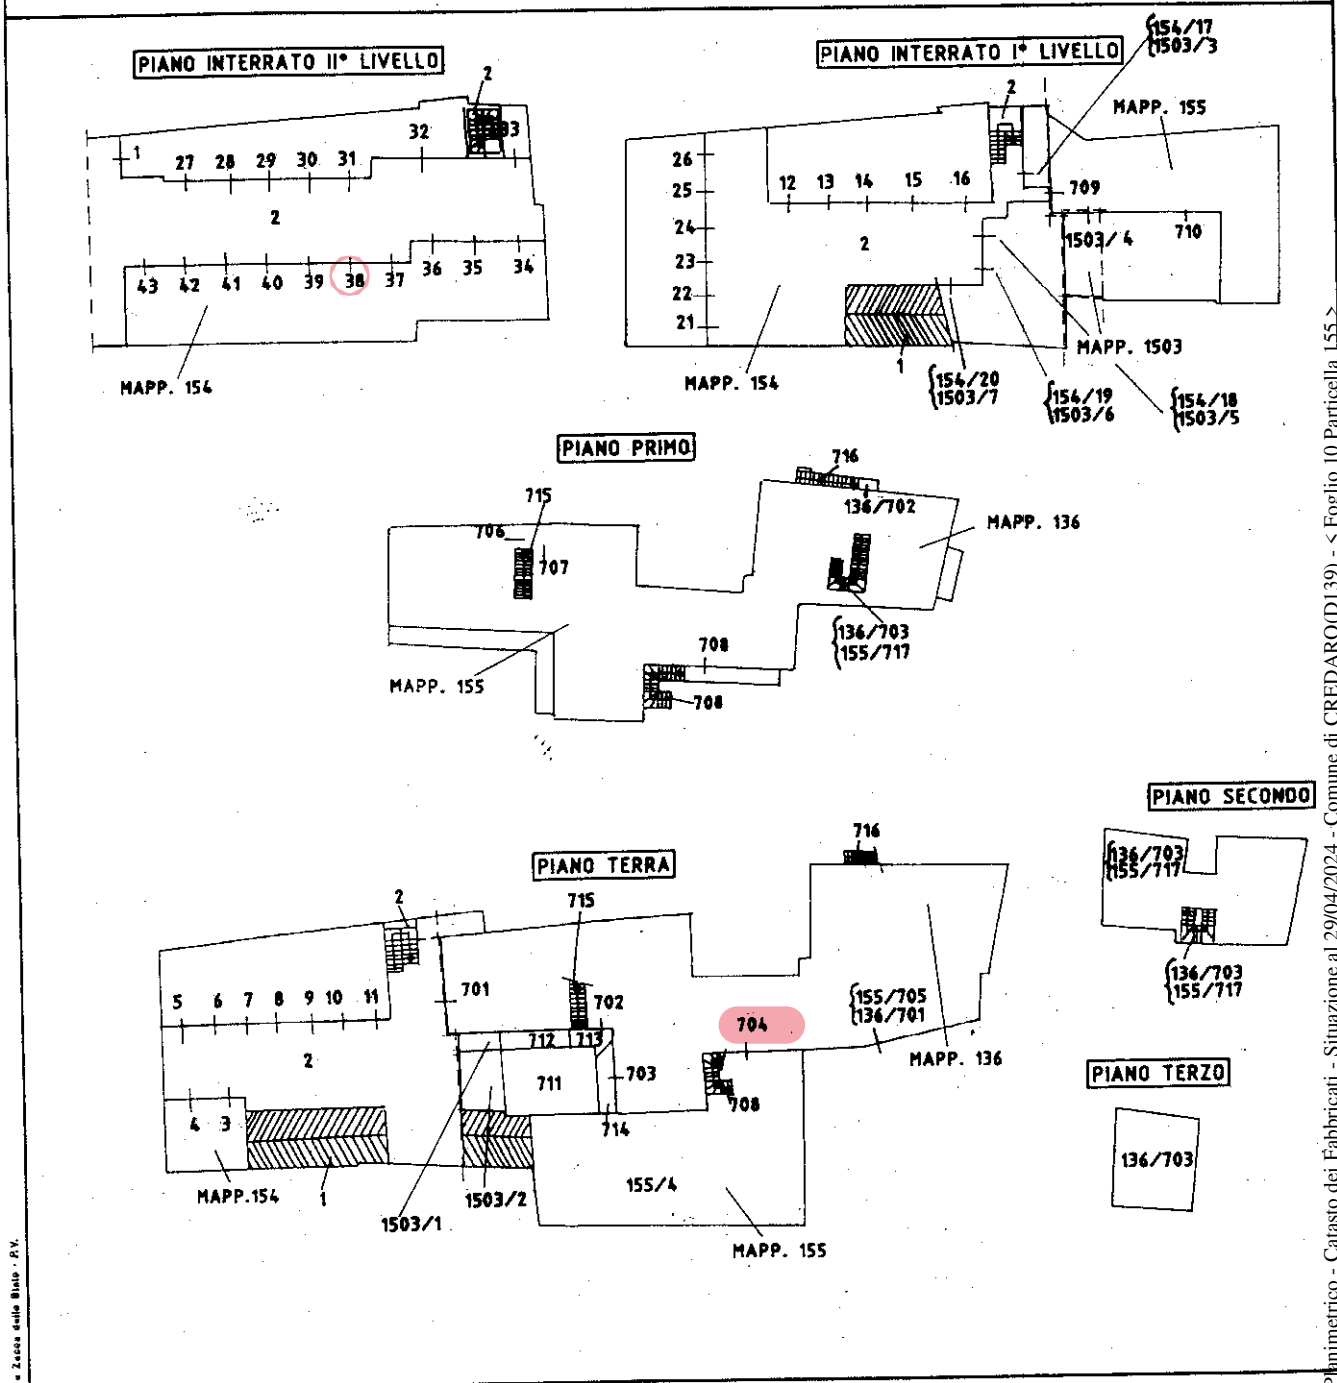 PIANO INTERRATO II° LIVELLO
2
32
33
1
27 28 29 30 31
2
43 42 41 40 39 38 37 36 35 34
MAPP. 154
PIANO INTERRATO I° LIVELLO
154/17
1503/3
2
MAPP. 155
26
25
24
23
22
21
12 13 14 15 16
709
2
1503/4
710
MAPP. 1503
MAPP. 154
1
154/20
1503/7
154/19
1503/6
154/18
1503/5
PIANO PRIMO
716
715
136/702
706
707
MAPP. 136
136/703
155/717
708
MAPP. 155
708
PIANO SECONDO
136/703
155/717
136/703
155/717
PIANO TERRA
716
2
715
5 6 7 8 9 10 11
701
702
704
155/705
136/701
712 713
2
711
703
MAPP. 136
708
4 3
714
MAPP.154
1
1503/2
155/4
1503/1
MAPP. 155
PIANO TERZO
136/703
Planimetrico - Catasto dei Fabbricati - Situazione al 29/04/2024 - Comune di CREDARO(D139) - < Foglio 10 Particella 155 >
e Zecca dello Stato - P.V.